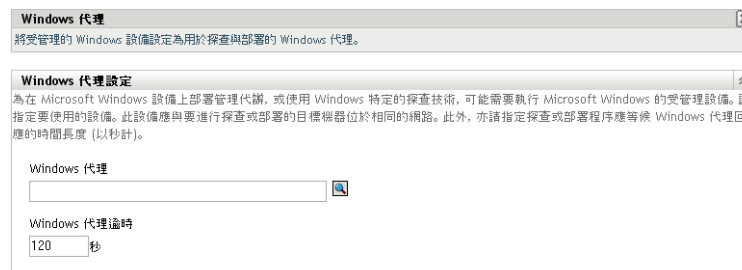 Windows 代理
將受管理的 Windows 設備設定為用於探查與部署的 Windows 代理。
Windows 代理設定
為在 Microsoft Windows 設備上部署管理代辦, 或使用 Windows 特定的探查技術, 可能需要執行 Microsoft Windows 的受管理設備。
指定要使用的設備。此設備應與要進行探查或部署的目標機器位於相同的網路。此外, 亦請指定探查或部署程序應等候 Windows 代理回
應的時間長度 (以秒計)。
Windows 代理
Windows 代理逾時
120 秒